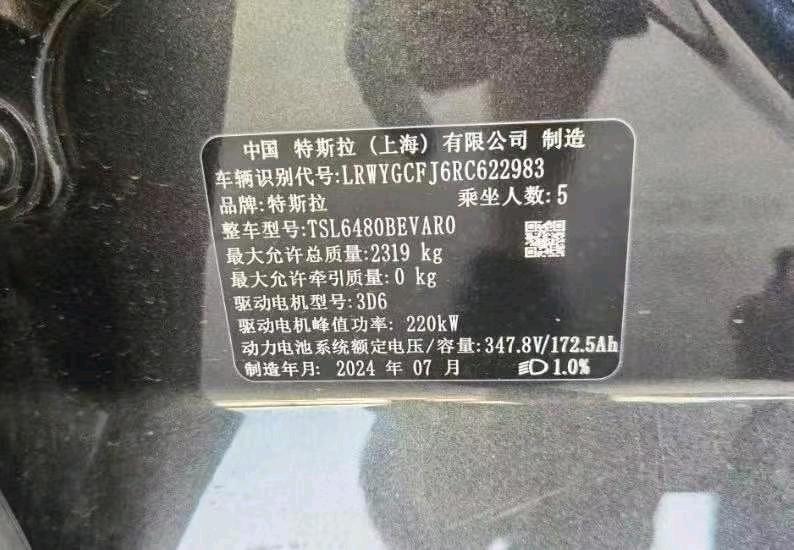 中国 特斯拉(上海)有限公司 制造
车辆识别代号:LRWYGCFJ6RC622983
品牌:特斯拉 乘坐人数:5
整车型号:TSL6480BEVAR0
最大允许总质量:2319 kg
最大允许牵引质量:0 kg
驱动电机型号:3D6
驱动电机峰值功率: 220kW
动力电池系统额定电压/容量:347.8V/172.5Ah
制造年月: 2024 年 07 月 1.0%